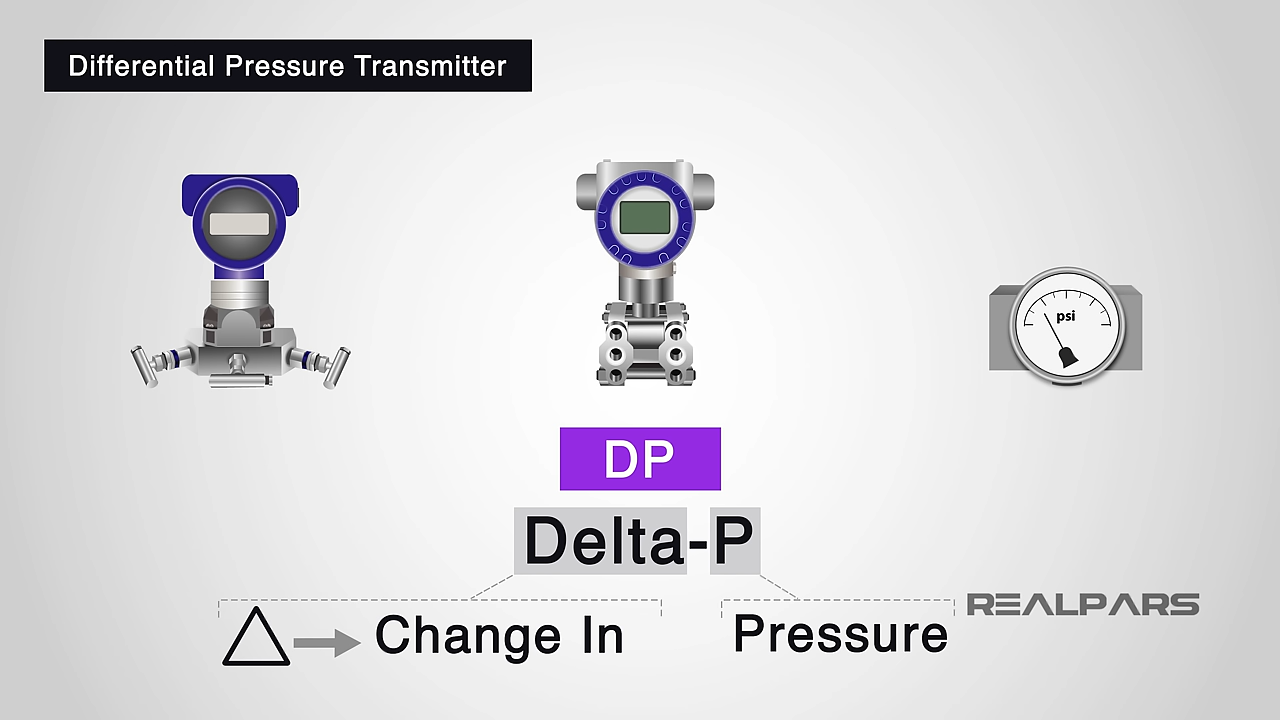 Differential Pressure Transmitter
psi
DP
Delta-P
Change In Pressure
REALPARS